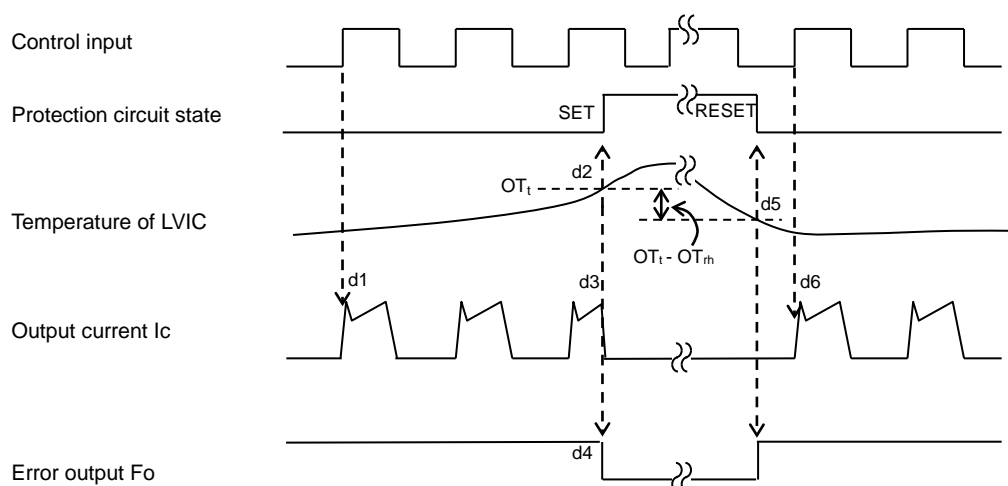 Control input
Protection circuit state
SET
RESET
d2
OTt
d5
Temperature of LVIC
OTt - OTrh
d1
d3
d6
Output current Ic
d4
Error output Fo